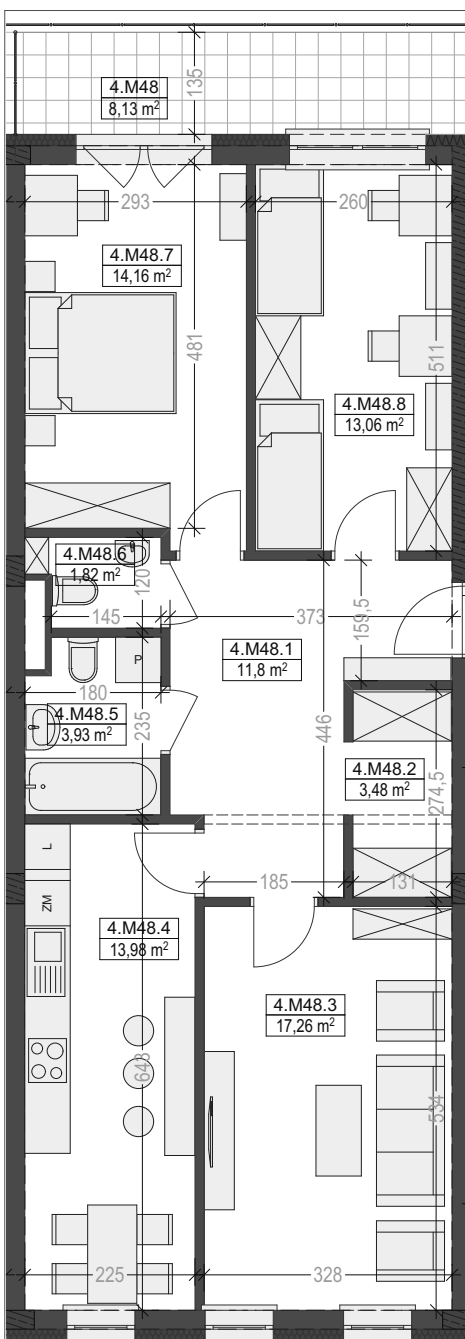 135
4.M48
8,13 m²
293
260
4.M48.7
14,16 m²
481
511
4.M48.8
13,06 m²
4.M48.6
1,82 m²
120
145
373
159,5
4.M48.1
11,8 m²
P
180
4.M48.5
3,93 m²
235
446
4.M48.2
3,48 m²
274,5
L
185
131
ZM
4.M48.4
13,98 m²
4.M48.3
17,26 m²
643
534
225
328